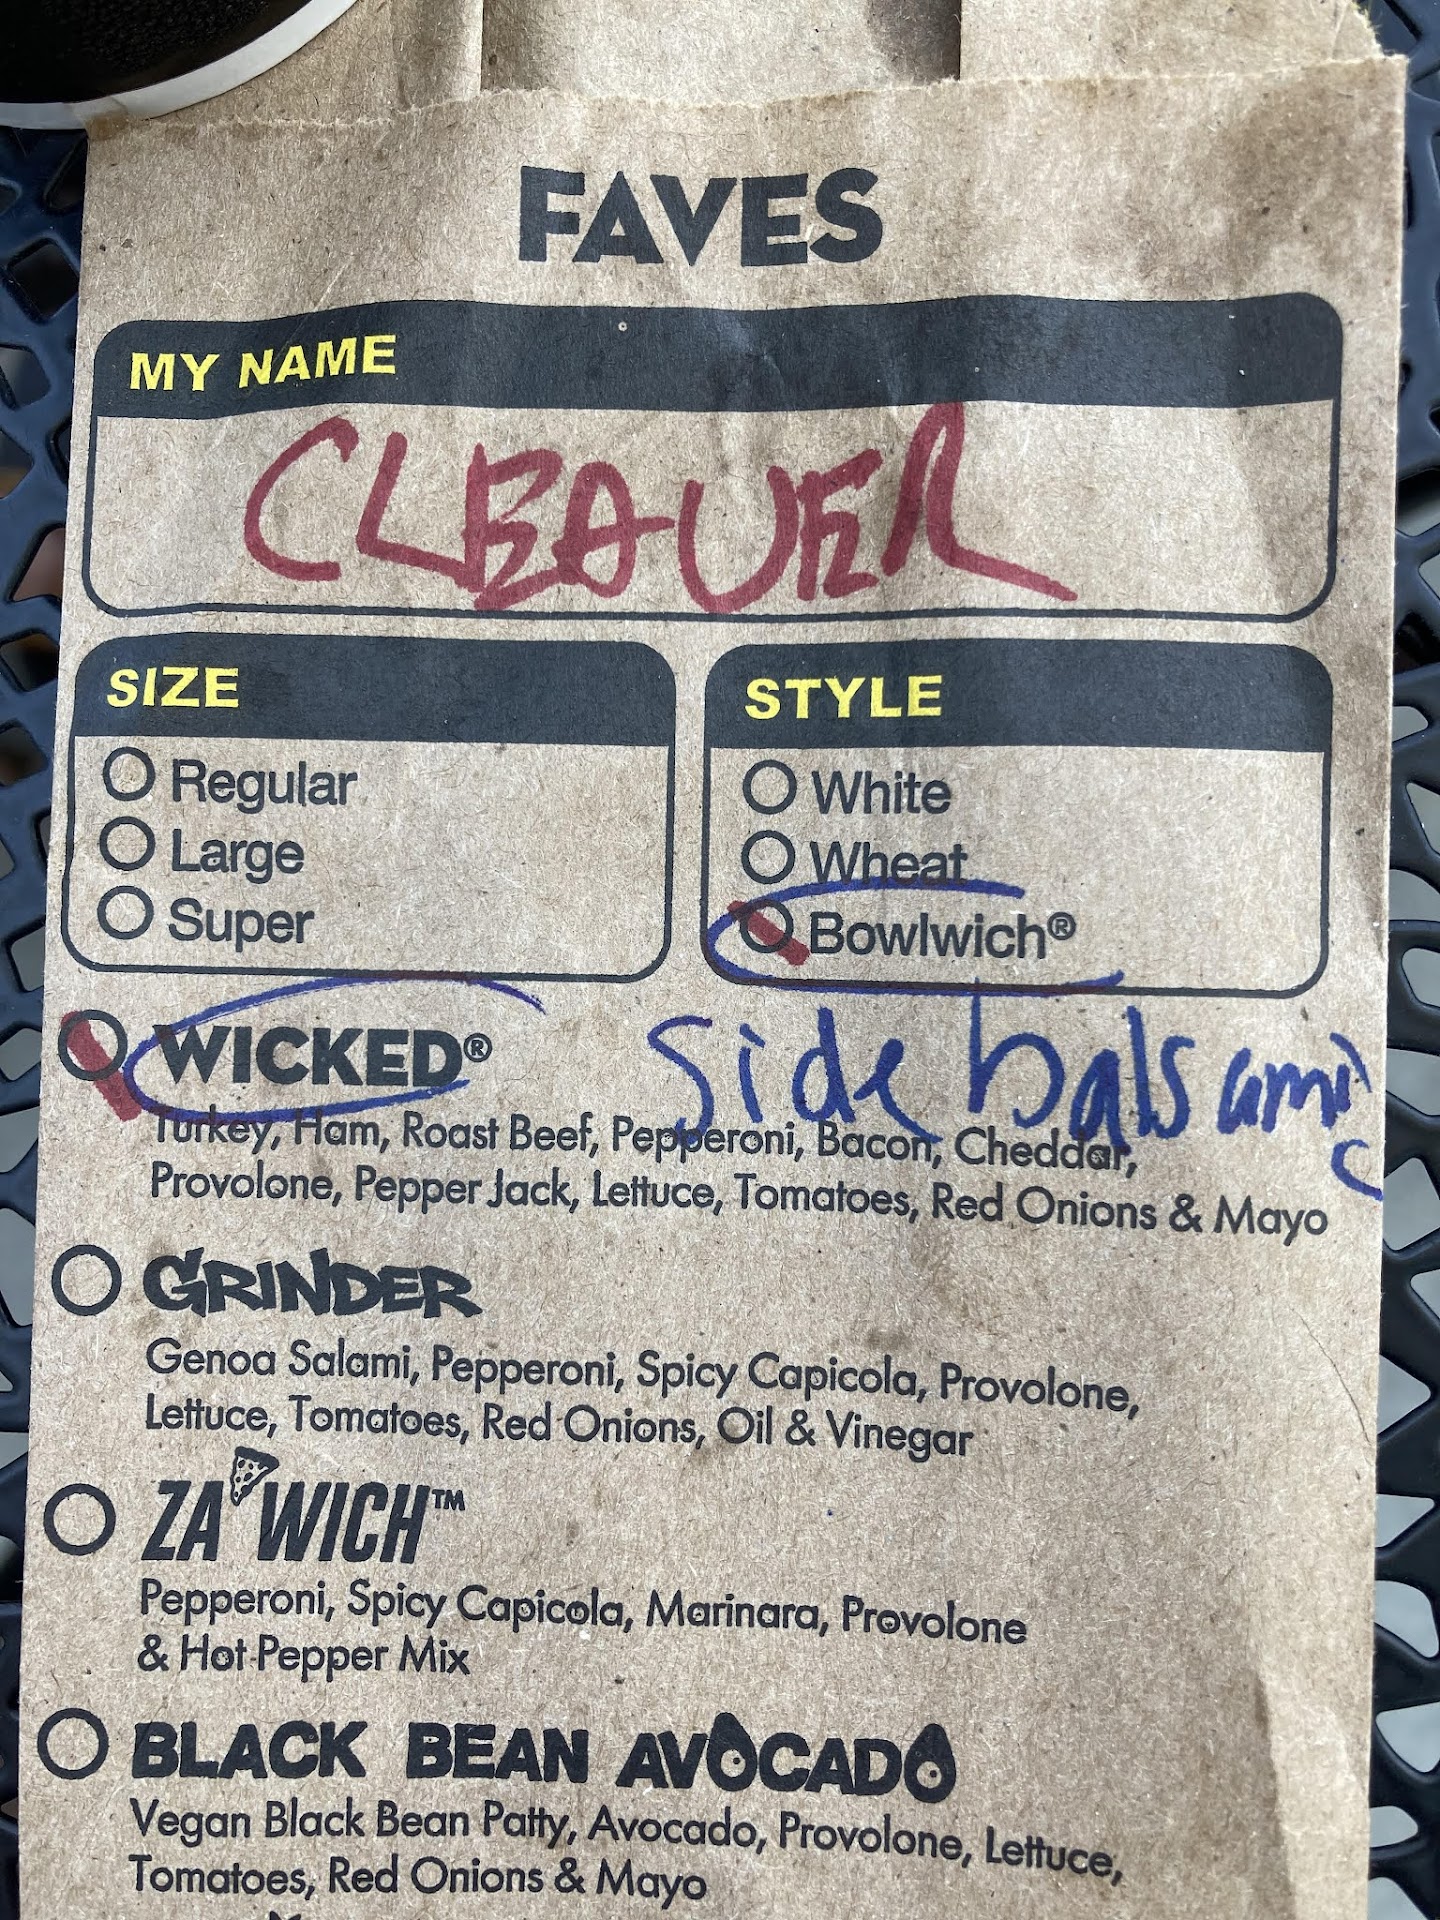 FAVES
MY NAME
CLEAVER
SIZE
Regular
Large
Super
STYLE
White
Wheat
Bowlwich®
WICKED®
side balsamic
Turkey, Ham, Roast Beef, Pepperoni, Bacon, Cheddar,
Provolone, Pepper Jack, Lettuce, Tomatoes, Red Onions & Mayo
GRINDER
Genoa Salami, Pepperoni, Spicy Capicola, Provolone,
Lettuce, Tomatoes, Red Onions, Oil & Vinegar
ZA WICH™
Pepperoni, Spicy Capicola, Marinara, Provolone
& Hot Pepper Mix
BLACK BEAN AVOCADO
Vegan Black Bean Patty, Avocado, Provolone, Lettuce,
Tomatoes, Red Onions & Mayo